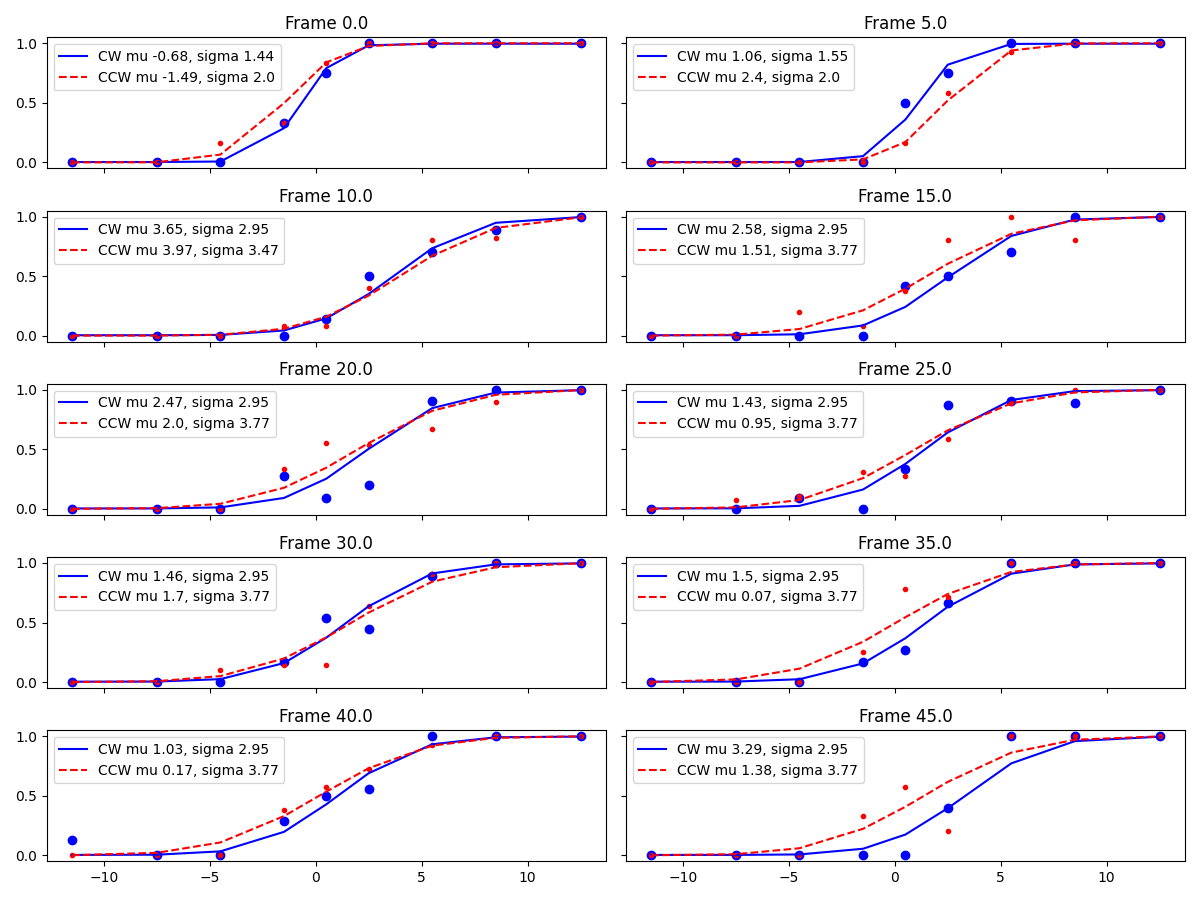 Frame 0.0
1.0
0.5
0.0
CW mu -0.68, sigma 1.44
CCW mu -1.49, sigma 2.0
Frame 5.0
CW mu 1.06, sigma 1.55
CCW mu 2.4, sigma 2.0
Frame 10.0
1.0
0.5
0.0
CW mu 3.65, sigma 2.95
CCW mu 3.97, sigma 3.47
Frame 15.0
CW mu 2.58, sigma 2.95
CCW mu 1.51, sigma 3.77
Frame 20.0
1.0
0.5
0.0
CW mu 2.47, sigma 2.95
CCW mu 2.0, sigma 3.77
Frame 25.0
CW mu 1.43, sigma 2.95
CCW mu 0.95, sigma 3.77
Frame 30.0
1.0
0.5
0.0
CW mu 1.46, sigma 2.95
CCW mu 1.7, sigma 3.77
Frame 35.0
CW mu 1.5, sigma 2.95
CCW mu 0.07, sigma 3.77
Frame 40.0
1.0
0.5
0.0
CW mu 1.03, sigma 2.95
CCW mu 0.17, sigma 3.77
−10 −5 0 5 10
Frame 45.0
CW mu 3.29, sigma 2.95
CCW mu 1.38, sigma 3.77
−10 −5 0 5 10